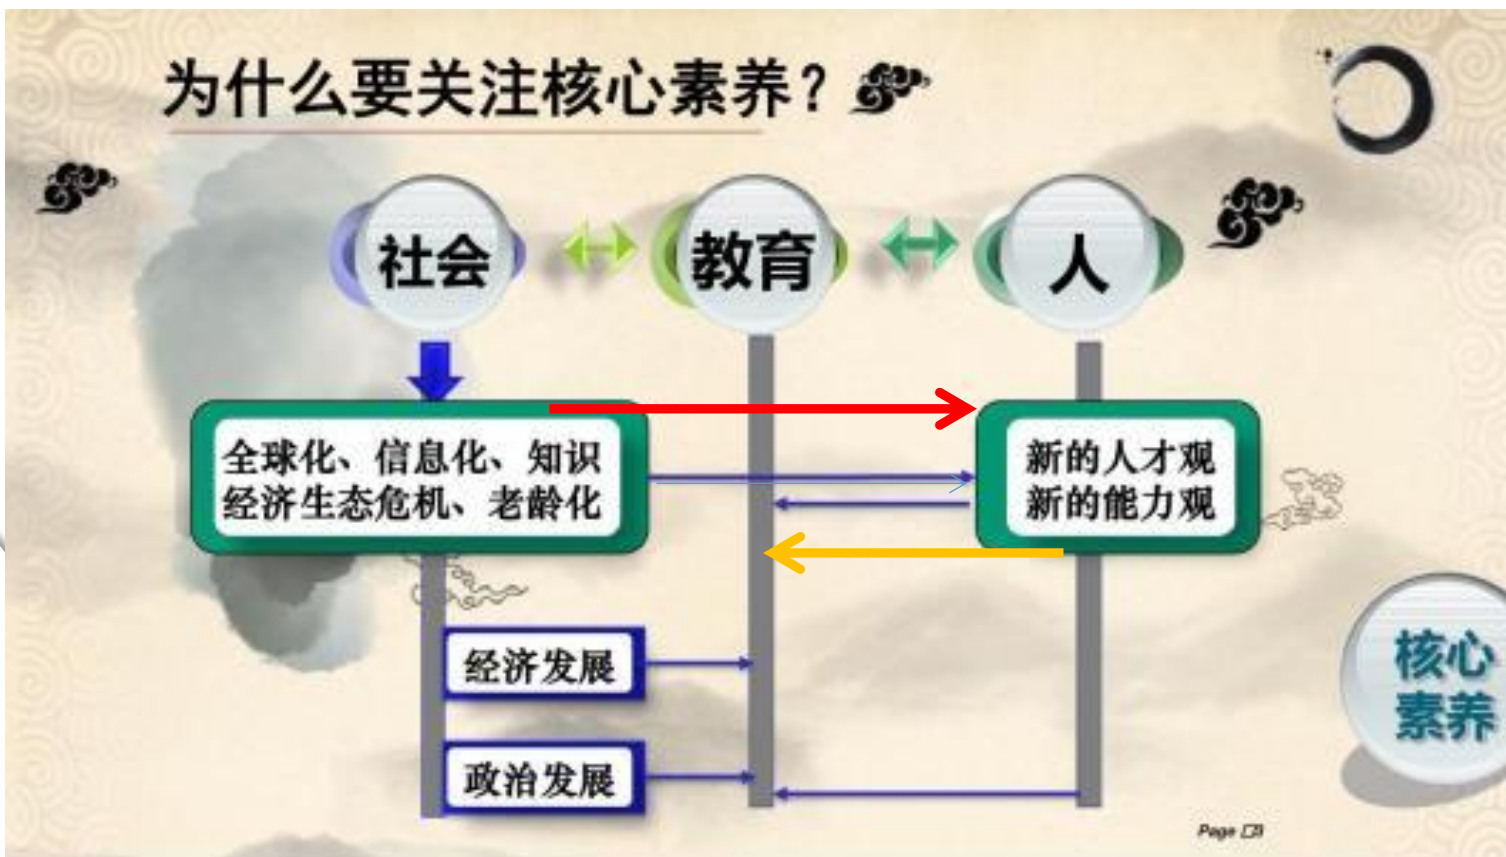 为什么要关注核心素养？
社会
教育
人
全球化、信息化、知识
经济生态危机、老龄化
新的人才观
新的能力观
经济发展
政治发展
核心
素养
Page